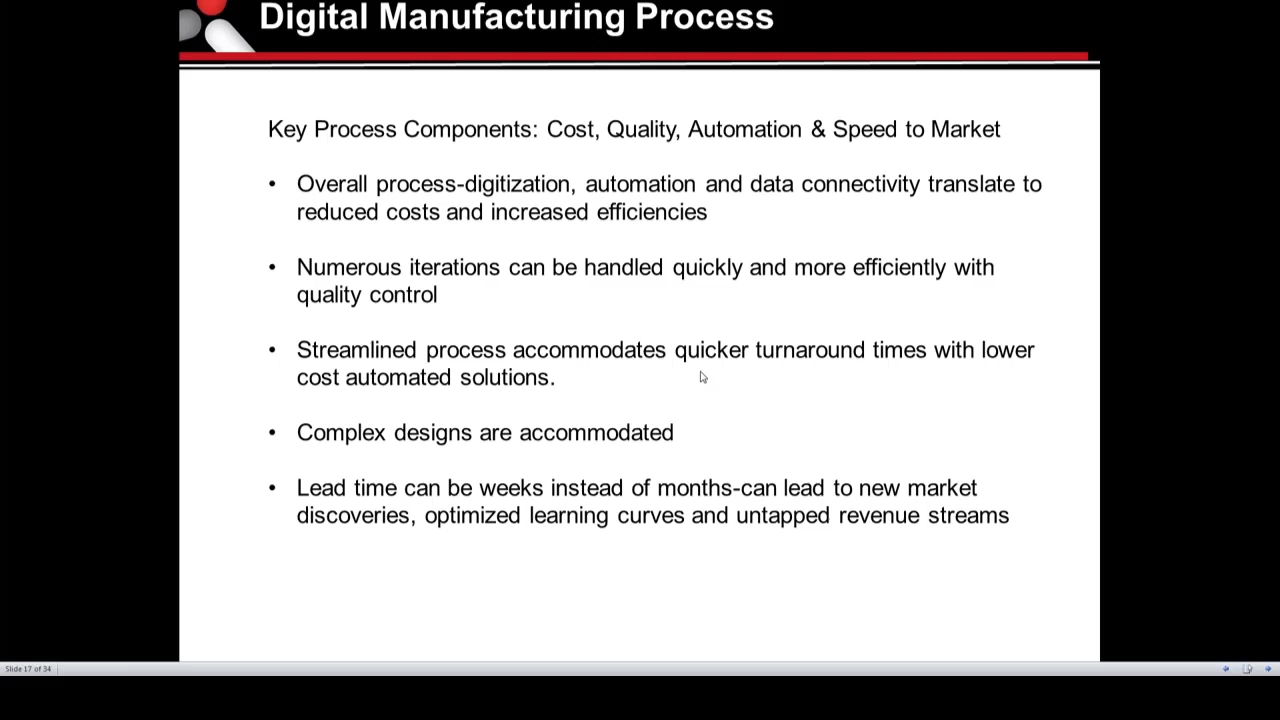 Digital Manufacturing Process
Key Process Components: Cost, Quality, Automation & Speed to Market
• Overall process-digitization, automation and data connectivity translate to
reduced costs and increased efficiencies
• Numerous iterations can be handled quickly and more efficiently with
quality control
• Streamlined process accommodates quicker turnaround times with lower
cost automated solutions.
• Complex designs are accommodated
• Lead time can be weeks instead of months-can lead to new market
discoveries, optimized learning curves and untapped revenue streams
Slide 17 of 34